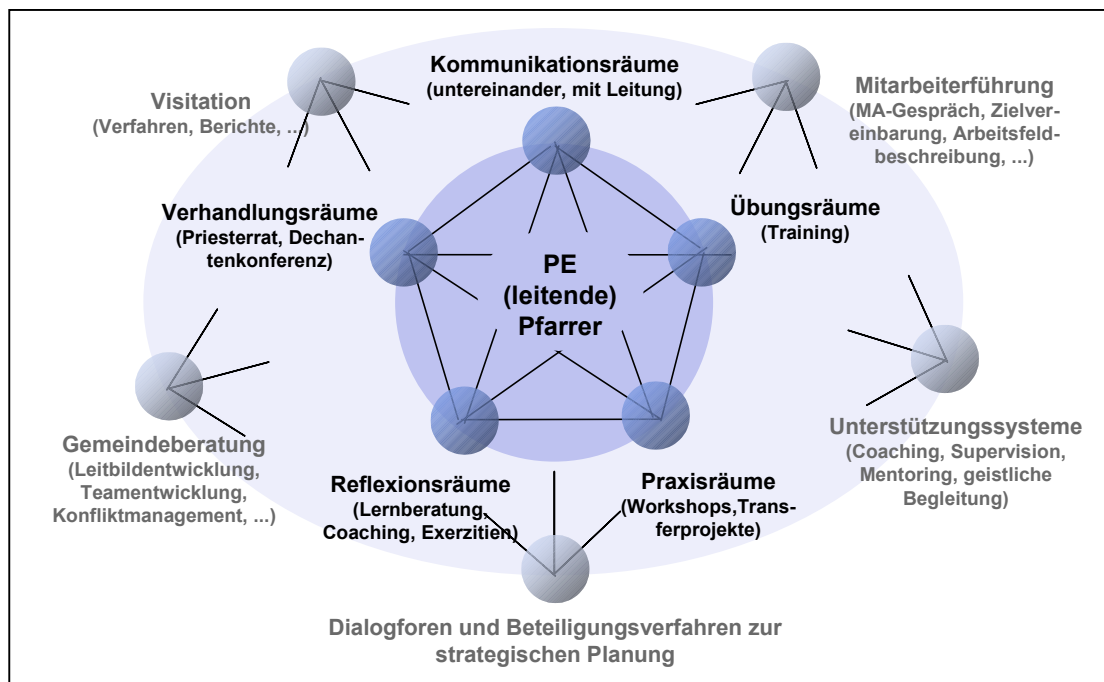 Kommunikationsräume
(untereinander, mit Leitung)
Visitation
(Verfahren, Berichte, ...)
Mitarbeiterführung
(MA-Gespräch, Zielver-
einbarung, Arbeitsfeld-
beschreibung, ...)
Verhandlungsräume
(Priesterrat, Dechan-
tenkonferenz)
Übungsräume
(Training)
PE
(leitende)
Pfarrer
Gemeindeberatung
(Leitbildentwicklung,
Teamentwicklung,
Konfliktmanagement, ...)
Reflexionsräume
(Lernberatung,
Coaching, Exerzitien)
Praxisräume
(Workshops,Trans-
ferprojekte)
Unterstützungssysteme
(Coaching, Supervision,
Mentoring, geistliche
Begleitung)
Dialogforen und Beteiligungsverfahren zur
strategischen Planung